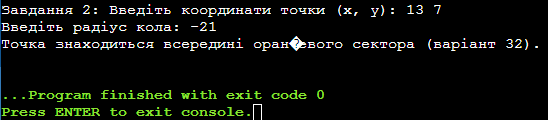 Завдання 2: Введіть координати точки (x, y): 13 7
Введіть радіус кола: -21
Точка знаходиться всередині оран�евого сектора (варіант 32).
...Program finished with exit code 0
Press ENTER to exit console.